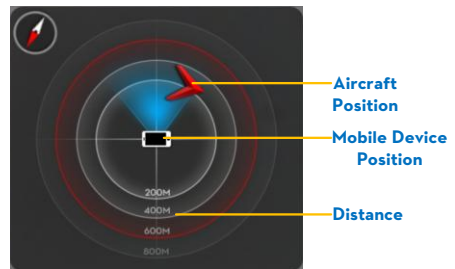 Aircraft
Position
Mobile Device
Position
200M
Distance
400M
600M
800M